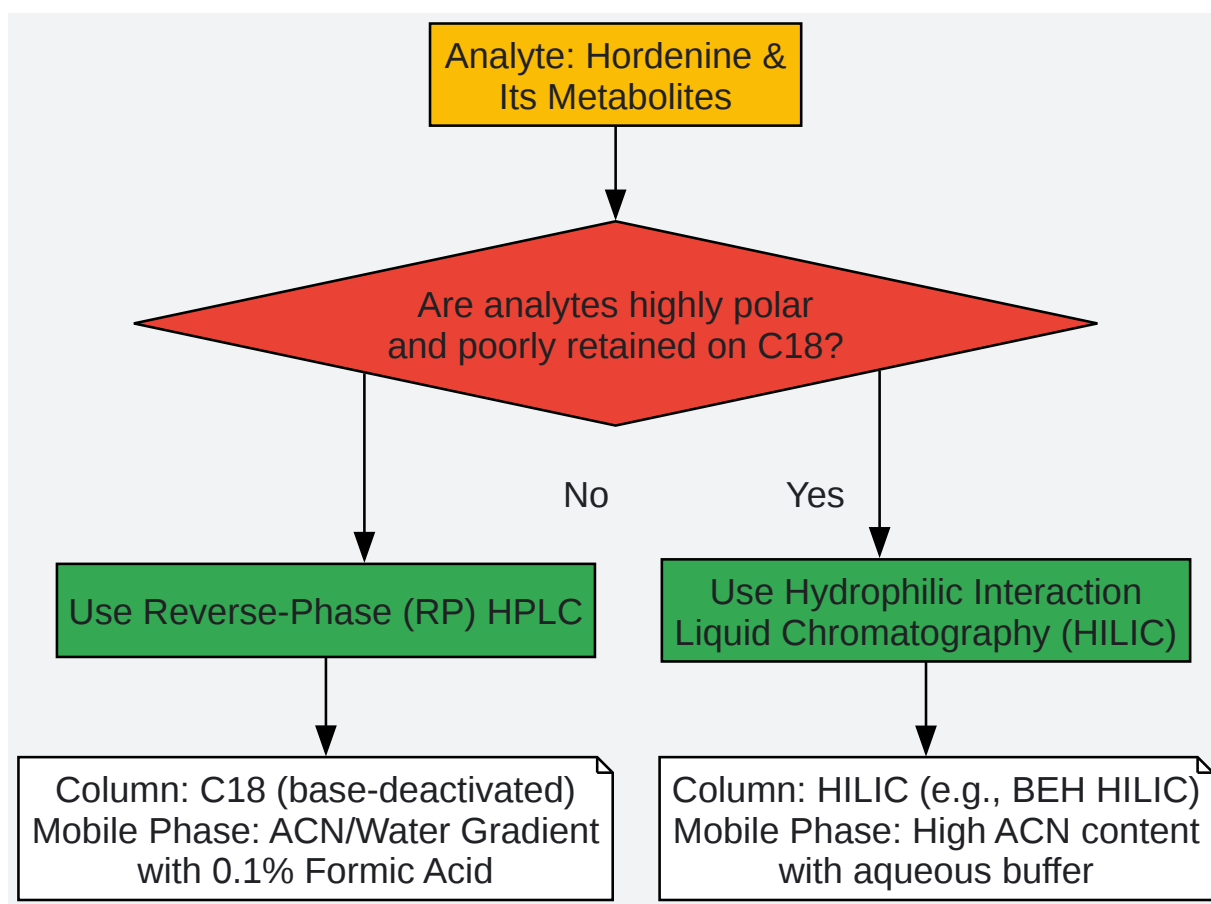 Analyte: Hordenine &
Its Metabolites
Are analytes highly polar
and poorly retained on C18?
No
Yes
Use Reverse-Phase (RP) HPLC
Use Hydrophilic Interaction
Liquid Chromatography (HILIC)
Column: C18 (base-deactivated)
Mobile Phase: ACN/Water Gradient
with 0.1% Formic Acid
Column: HILIC (e.g., BEH HILIC)
Mobile Phase: High ACN content
with aqueous buffer